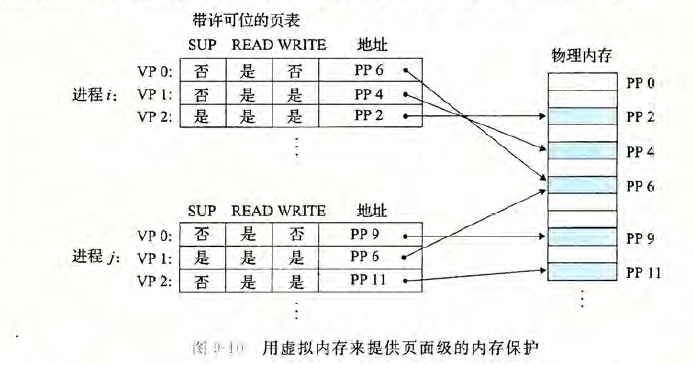 带许可位的页表
SUP READ WRITE 地址
物理内存
进程i:
VP 0: 否 是 否 PP 6
VP 1: 否 是 是 PP 4
VP 2: 是 是 是 PP 2
⋮
PP 0
PP 2
PP 4
PP 6
PP 9
PP 11
⋮
SUP READ WRITE 地址
进程j:
VP 0: 否 是 否 PP 9
VP 1: 是 是 是 PP 6
VP 2: 否 是 是 PP 11
⋮
图 9-10 用虚拟内存来提供页面级的内存保护